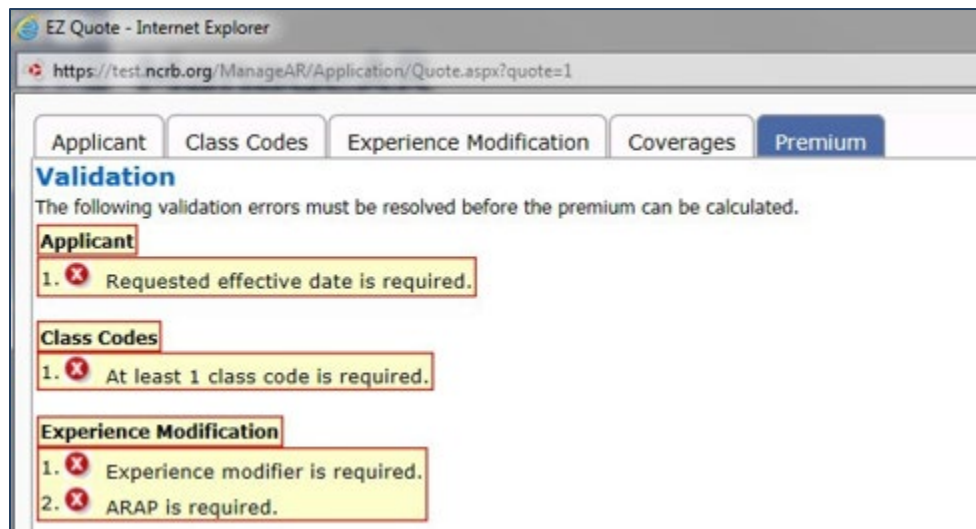 EZ Quote - Internet Explorer
https://test.ncrb.org/ManageAR/Application/Quote.aspx?quote=1
Applicant Class Codes Experience Modification Coverages Premium
Validation
The following validation errors must be resolved before the premium can be calculated.
Applicant
1. Requested effective date is required.
Class Codes
1. At least 1 class code is required.
Experience Modification
1. Experience modifier is required.
2. ARAP is required.